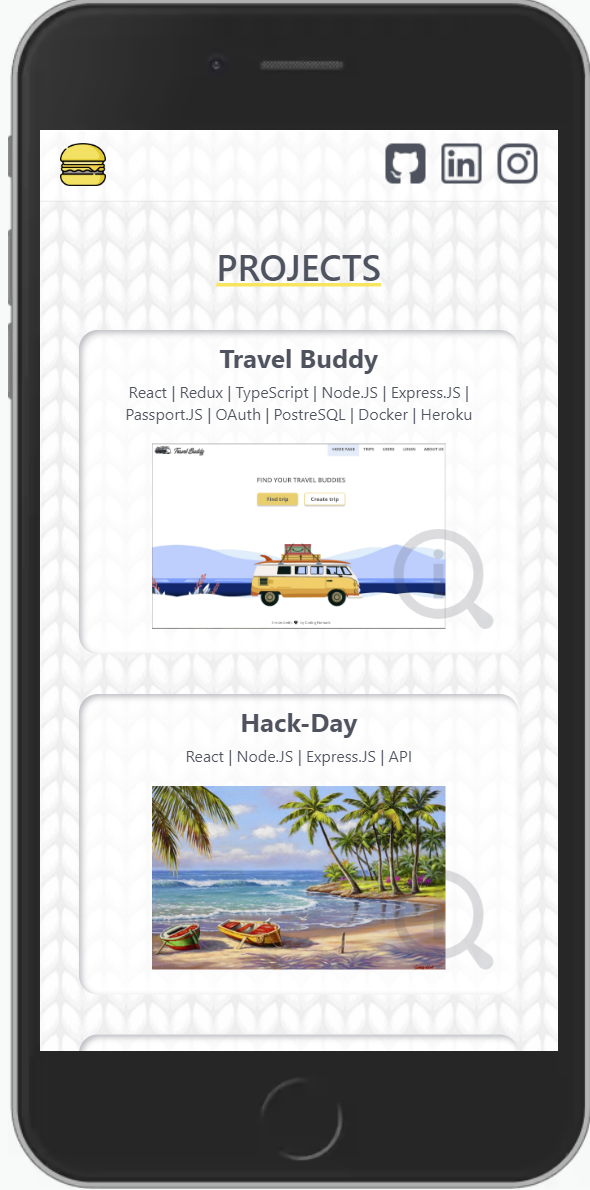 PROJECTS
Travel Buddy
React | Redux | TypeScript | Node.JS | Express.JS |
Passport.JS | OAuth | PostreSQL | Docker | Heroku
Travel Buddy
HOME PAGE TRIPS USERS LOGIN ABOUT US
FIND YOUR TRAVEL BUDDIES
Find trip Create trip
Hack-Day
React | Node.JS | Express.JS | API